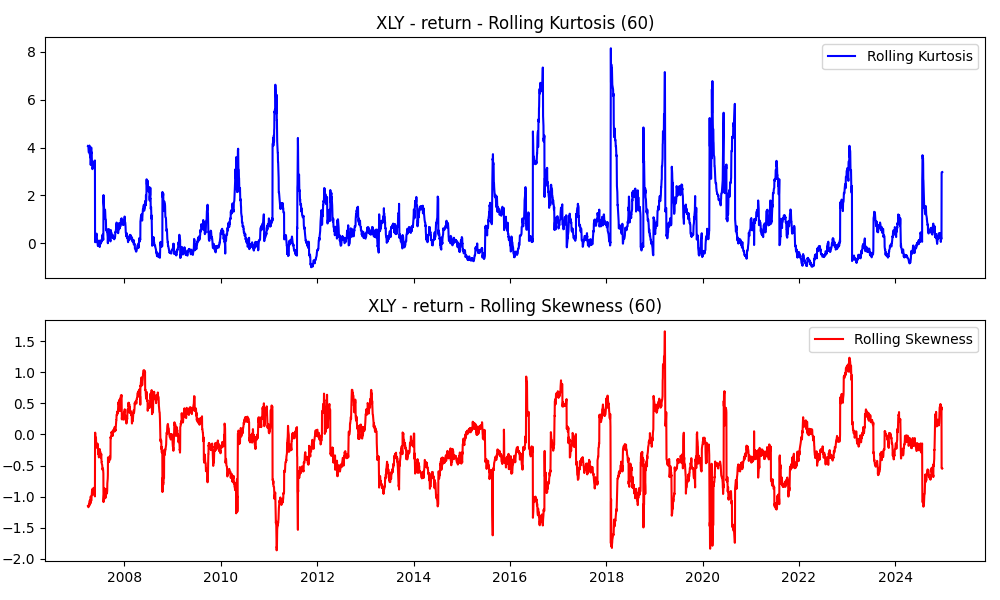 XLY - return - Rolling Kurtosis (60)
8
6
4
2
0
Rolling Kurtosis
XLY - return - Rolling Skewness (60)
1.5
1.0
0.5
0.0
−0.5
−1.0
−1.5
−2.0
Rolling Skewness
2008 2010 2012 2014 2016 2018 2020 2022 2024